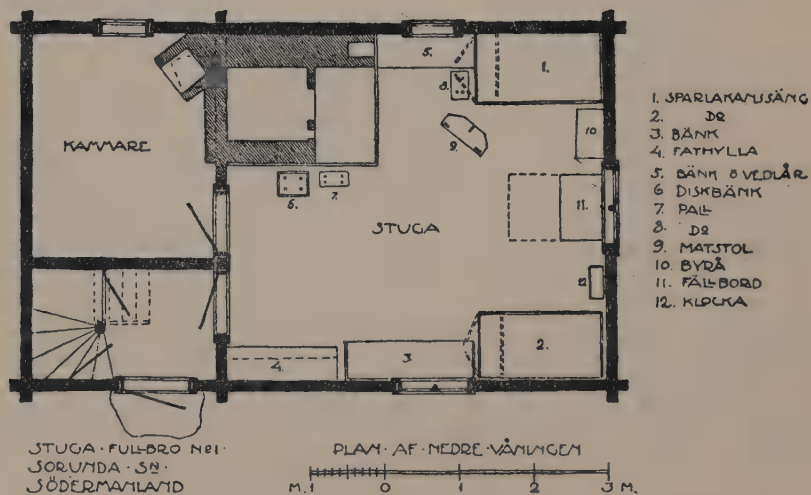 KAMMARE
STUGA
5.
1.
8.
9.
10
11.
12
6.
7.
4.
3.
2.
1. SPARLAKANSSÄNG
2. DO
3. BÄNK
4. FATHYLLA
5. BÄNK O VEDLÅR
6 DISKBÄNK
7. PALL
8. DO
9. MATSTOL
10. BYRÅ
11. FÄLLBORD
12. KLOCKA
STUGA · FULLBRO No1 ·
SORUNDA · SN ·
SÖDERMANLAND
PLAN · AF · NEDRE · VÅNINGEN
M. 1 0 1 2 3 M.